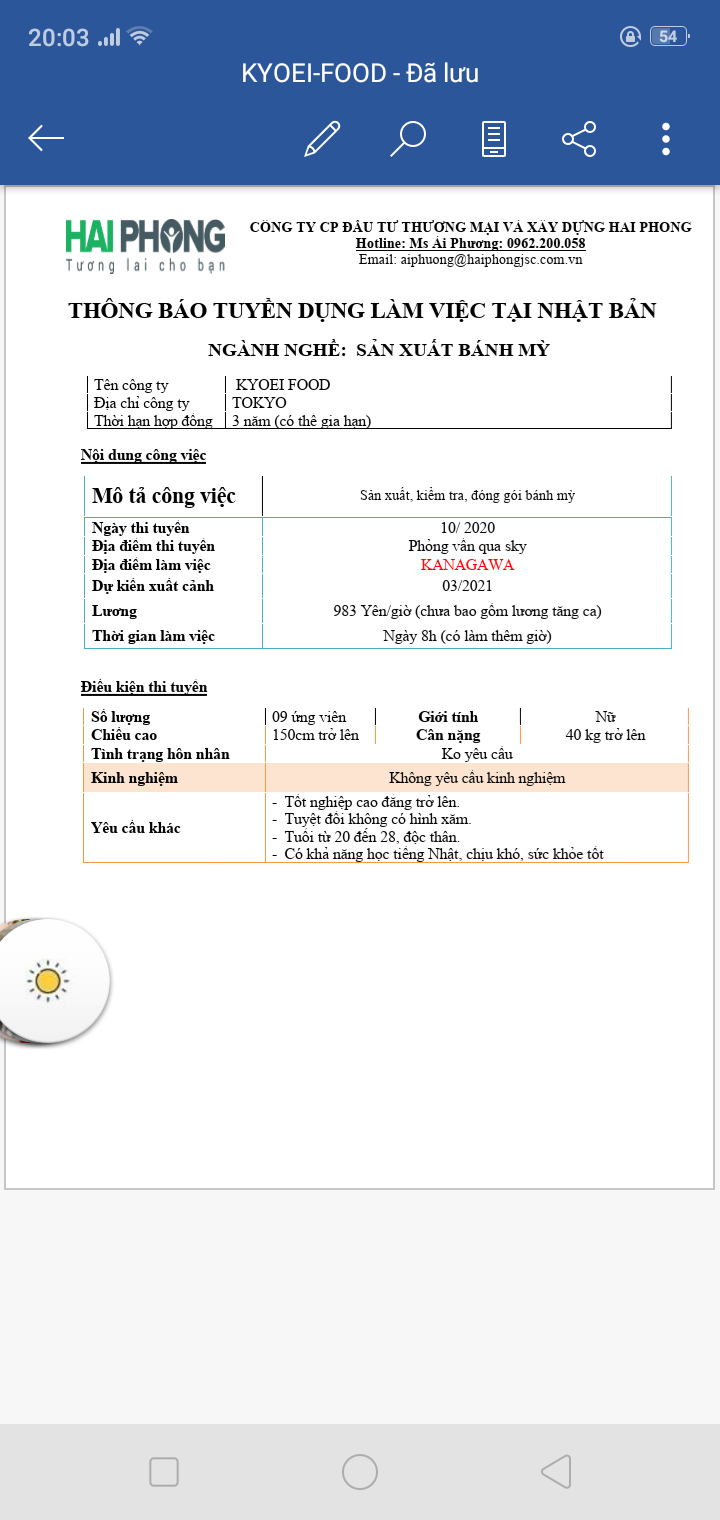 20:03
54
KYOEI-FOOD - Đã lưu
HAI PHONG
Tương lai cho bạn
CÔNG TY CP ĐẦU TƯ THƯƠNG MẠI VÀ XÂY DỰNG HAI PHONG
Hotline: Ms Ái Phương: 0962.200.058
Email: aiphuong@haiphongjsc.com.vn
THÔNG BÁO TUYỂN DỤNG LÀM VIỆC TẠI NHẬT BẢN
NGÀNH NGHỀ: SẢN XUẤT BÁNH MỲ
Tên công ty KYOEI FOOD
Địa chỉ công ty TOKYO
Thời hạn hợp đồng 3 năm (có thể gia hạn)
Nội dung công việc
Mô tả công việc Sản xuất, kiểm tra, đóng gói bánh mỳ
Ngày thi tuyển 10/ 2020
Địa điểm thi tuyển Phỏng vấn qua sky
Địa điểm làm việc KANAGAWA
Dự kiến xuất cảnh 03/2021
Lương 983 Yên/giờ (chưa bao gồm lương tăng ca)
Thời gian làm việc Ngày 8h (có làm thêm giờ)
Điều kiện thi tuyển
Số lượng 09 ứng viên Giới tính Nữ
Chiều cao 150cm trở lên Cân nặng 40 kg trở lên
Tình trạng hôn nhân Ko yêu cầu
Kinh nghiệm Không yêu cầu kinh nghiệm
Yêu cầu khác
- Tốt nghiệp cao đẳng trở lên.
- Tuyệt đối không có hình xăm.
- Tuổi từ 20 đến 28, độc thân.
- Có khả năng học tiếng Nhật, chịu khó, sức khỏe tốt